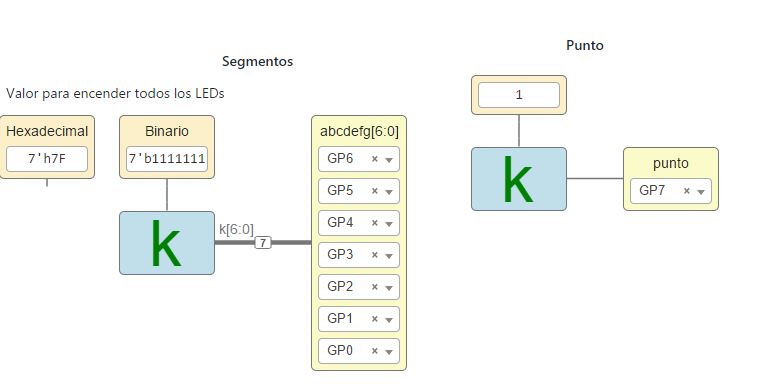 Segmentos
Valor para encender todos los LEDs
Hexadecimal
7'h7F
Binario
7'b1111111
k
k[6:0]
7
abcdefg[6:0]
GP6 × 
GP5 × 
GP4 × 
GP3 × 
GP2 × 
GP1 × 
GP0 × 
Punto
1
k
punto
GP7 ×